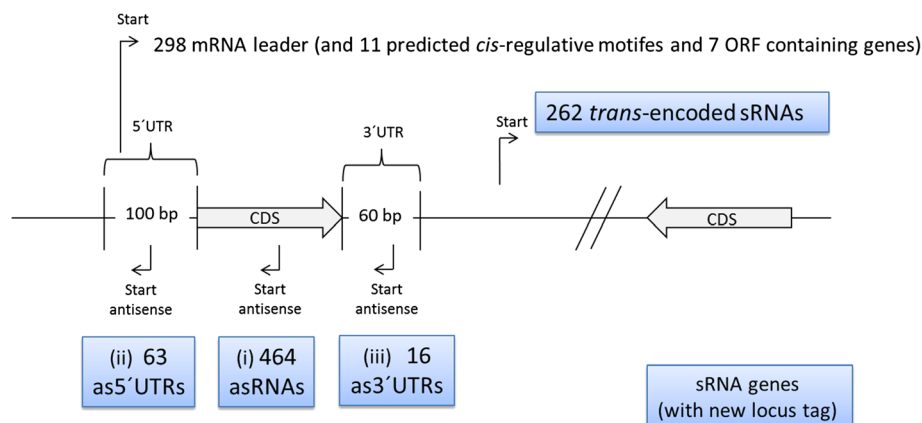 Start
298 mRNA leader (and 11 predicted cis-regulative motifes and 7 ORF containing genes)
262 trans-encoded sRNAs
Start
5´UTR
3´UTR
100 bp
CDS
60 bp
CDS
Start
antisense
Start
antisense
Start
antisense
(ii) 63
as5´UTRs
(i) 464
asRNAs
(iii) 16
as3´UTRs
sRNA genes
(with new locus tag)